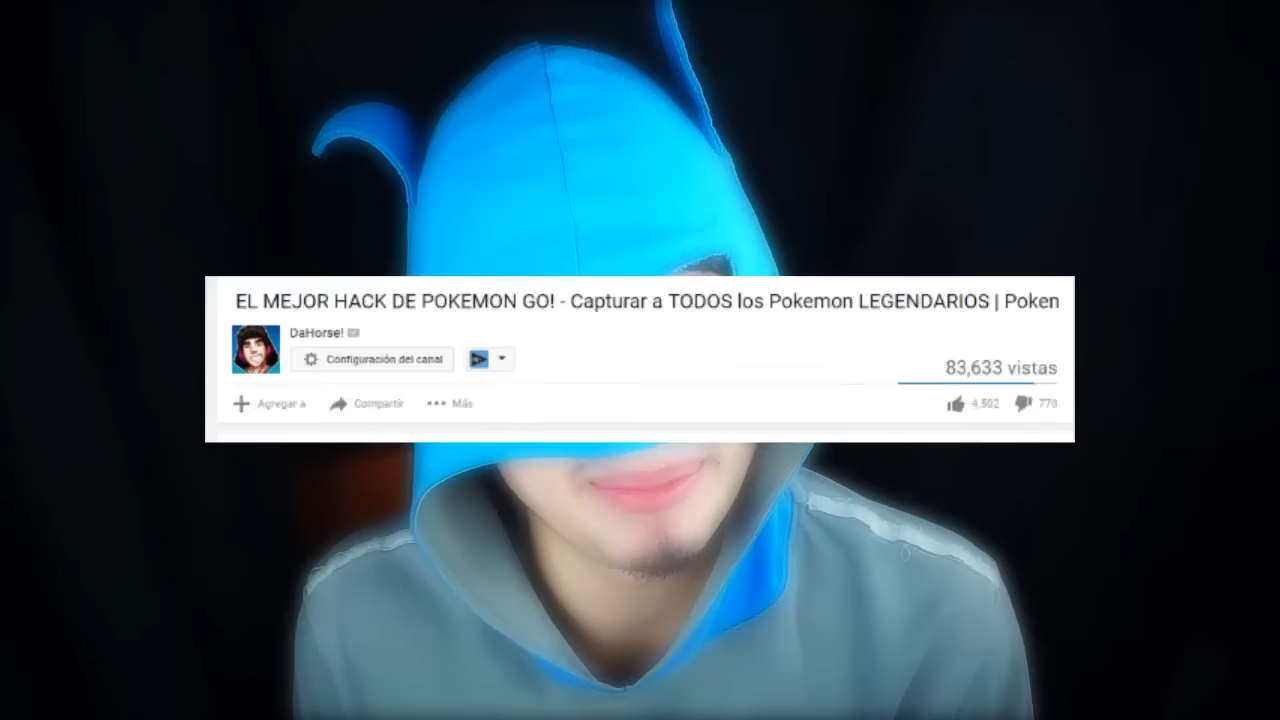 EL MEJOR HACK DE POKEMON GO! - Capturar a TODOS los Pokemon LEGENDARIOS | Poken
DaHorse!
Configuración del canal
83,633 vistas
Agregar a Compartir Más
4,592 770